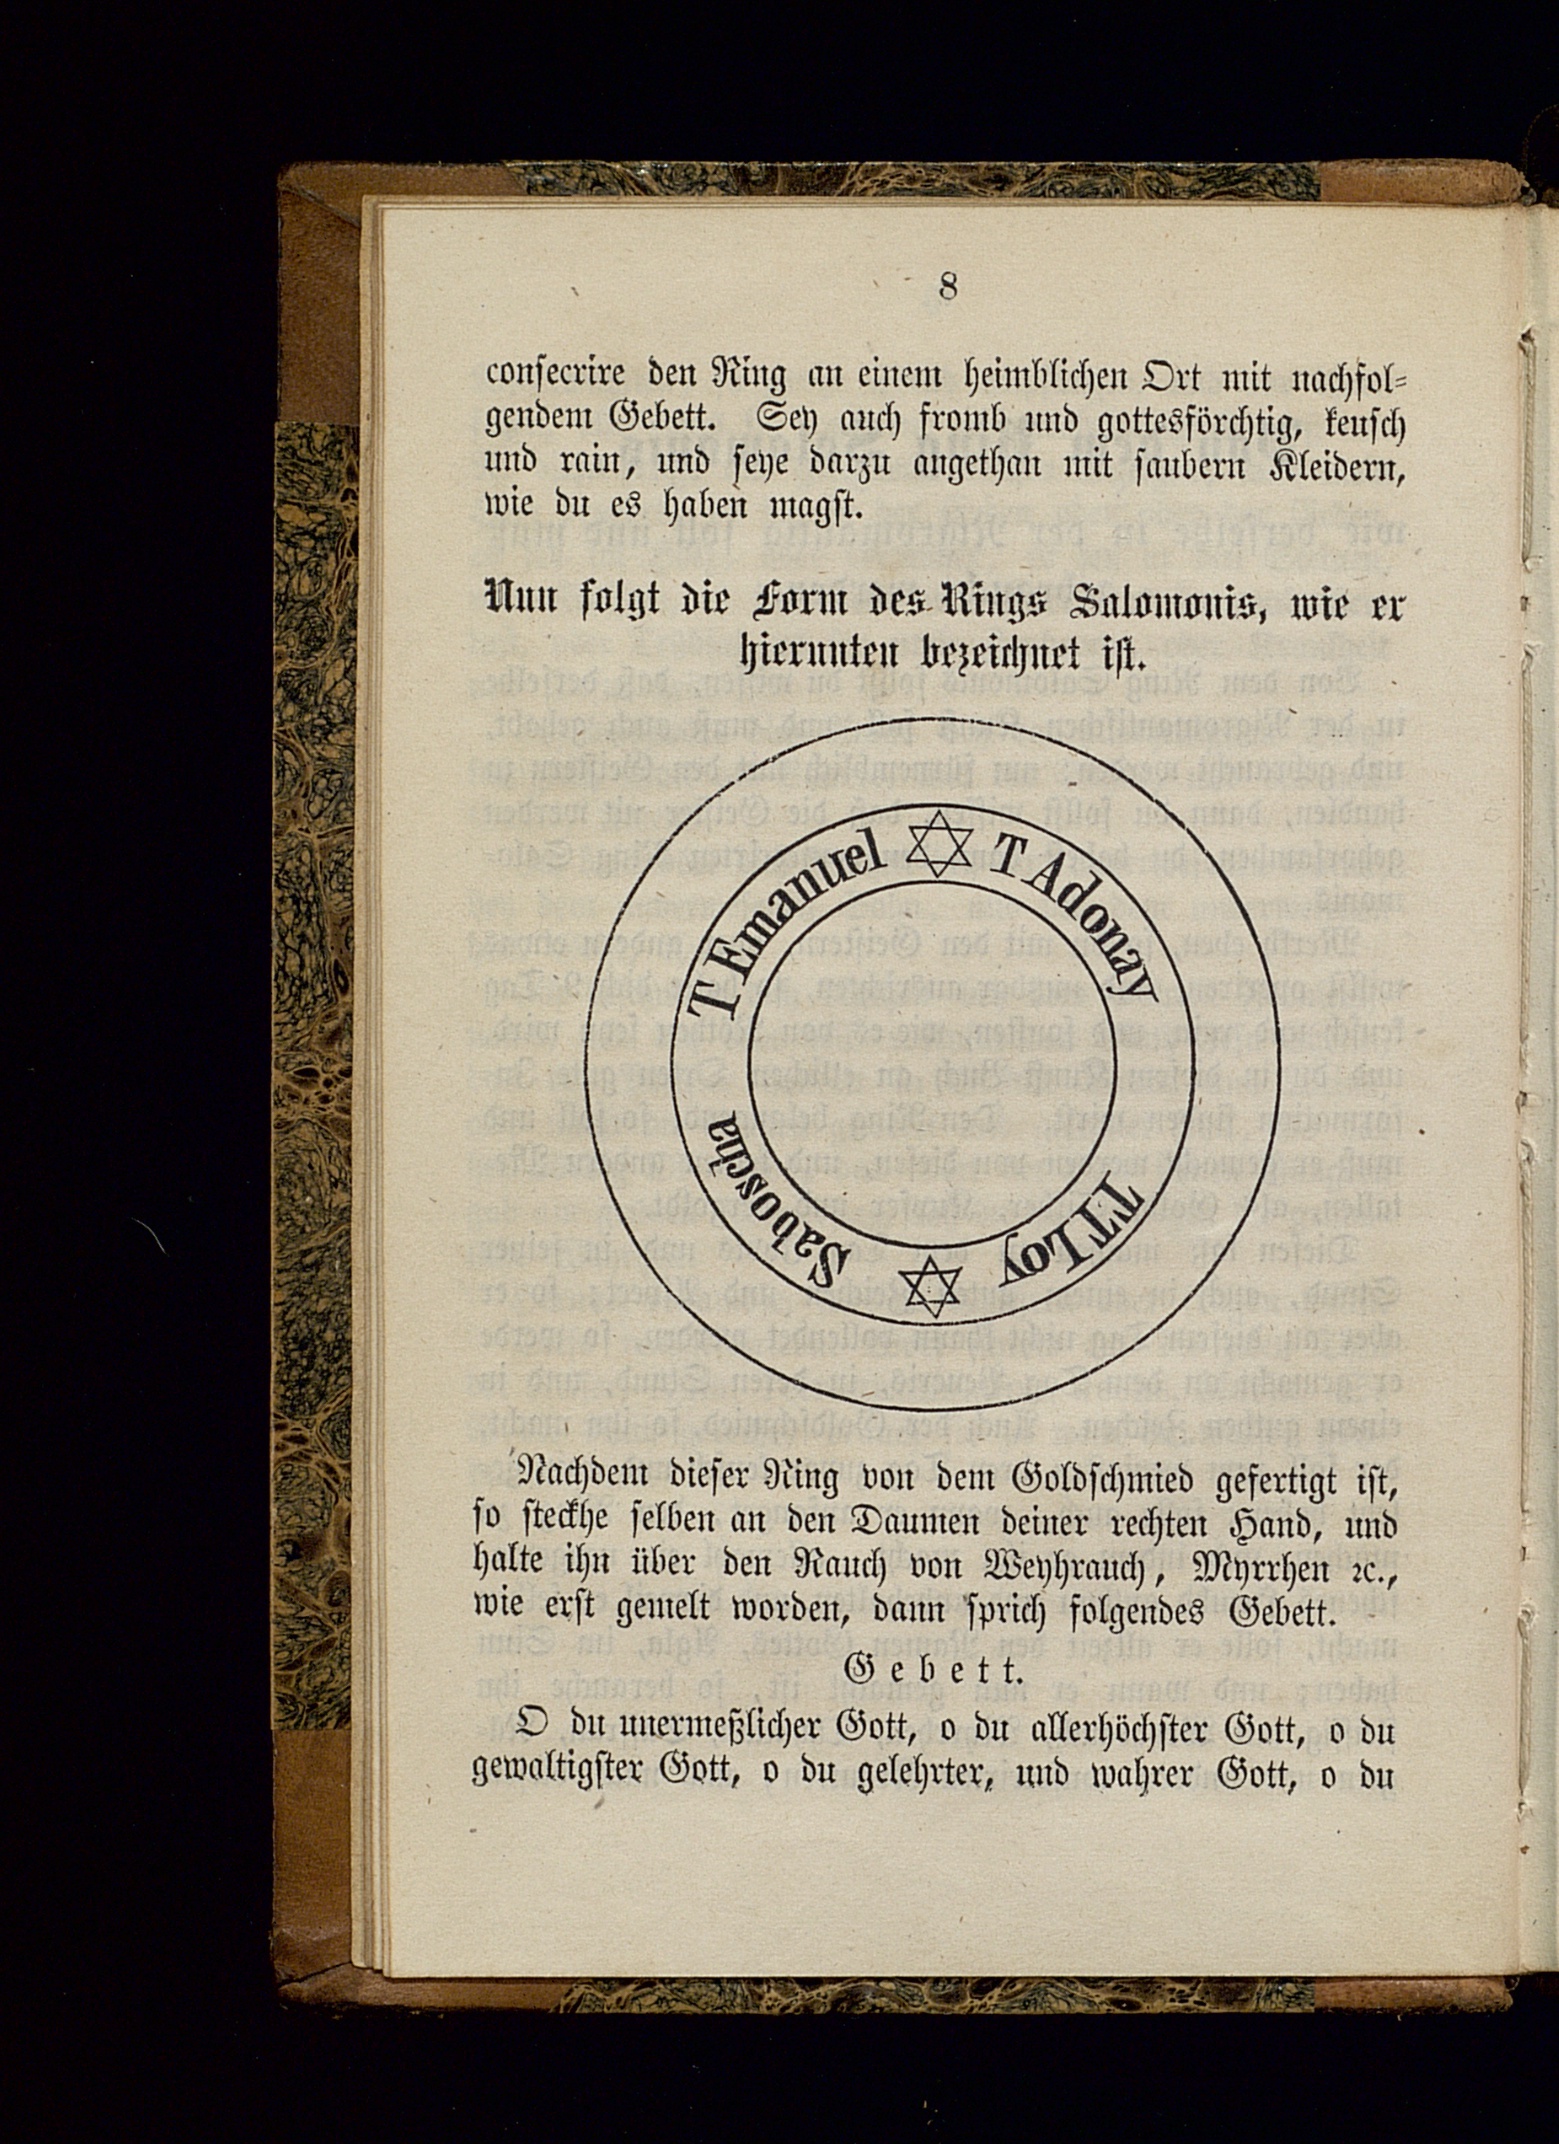 8
consecrire den Ring an einem heimblichen Ort mit nachfol=
gendem Gebett. Sey auch fromb und gottesförchtig, keusch
und rain, und seye darzu angethan mit saubern Kleidern,
wie du es haben magst.
Nun folgt die Form des Rings Salomonis, wie er
hierunten bezeichnet ist.
T Emanuel ✡ T Adonay
TT Loy ✡ Saboscha
Nachdem dieser Ring von dem Goldschmied gefertigt ist,
so steckhe selben an den Daumen deiner rechten Hand, und
halte ihn über den Rauch von Weyhrauch, Myrrhen ꝛc.,
wie erst gemelt worden, dann sprich folgendes Gebett.
Gebett.
O du unermeßlicher Gott, o du allerhöchster Gott, o du
gewaltigster Gott, o du gelehrter, und wahrer Gott, o du